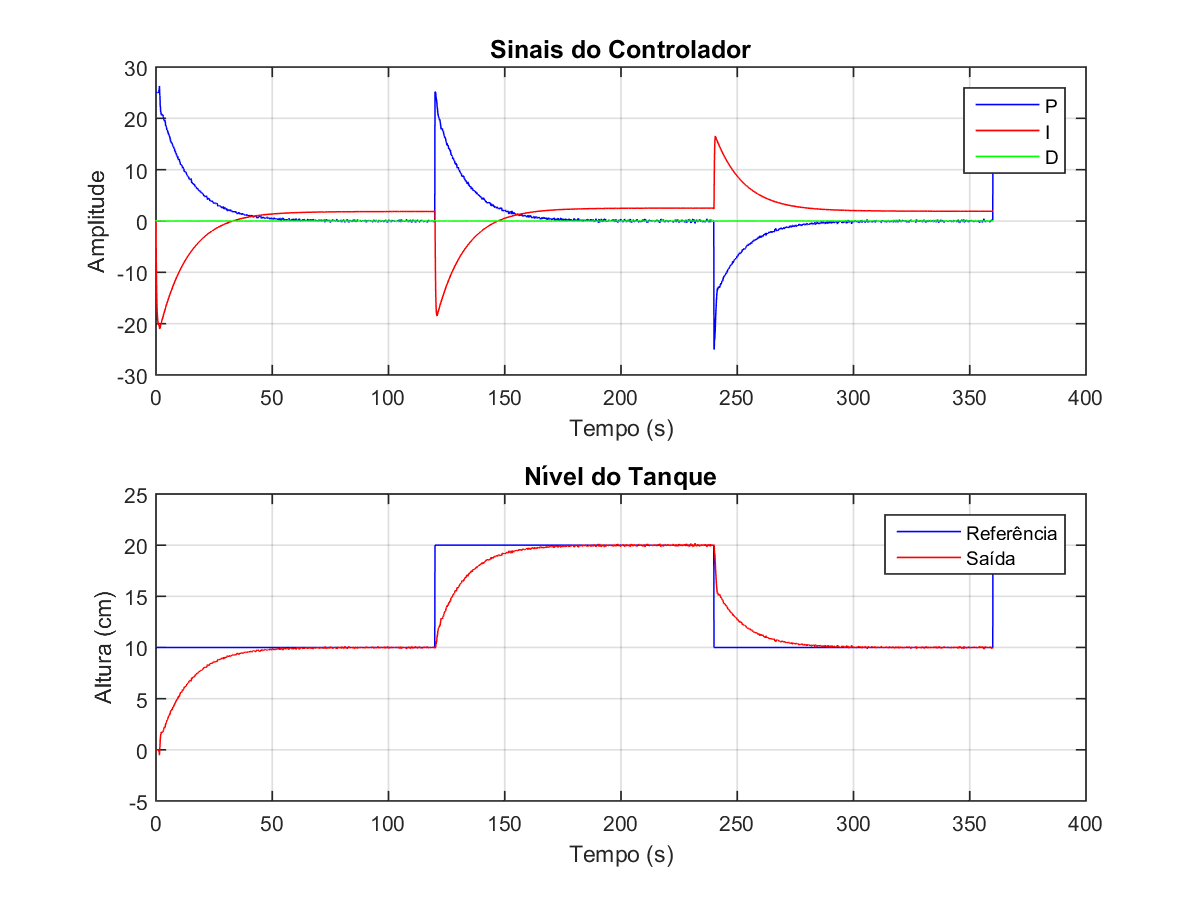 Sinais do Controlador
30
20
10
0
-10
-20
-30
Amplitude
P
I
D
0 50 100 150 200 250 300 350 400
Tempo (s)
Nível do Tanque
25
20
15
10
5
0
-5
Altura (cm)
Referência
Saída
0 50 100 150 200 250 300 350 400
Tempo (s)